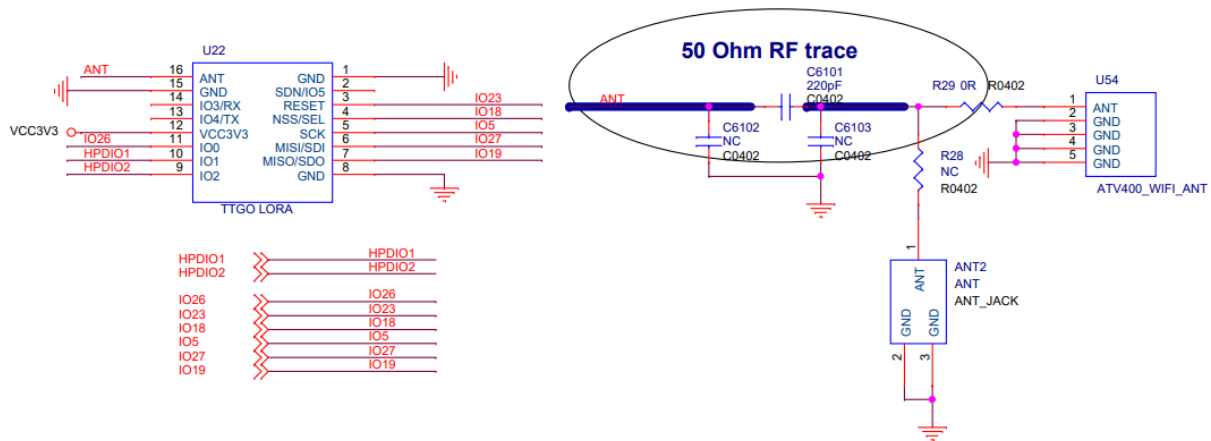 U22
ANT 16 ANT GND 1
15 GND SDN/IO5 2
14 IO3/RX RESET 3 IO23
13 IO4/TX NSS/SEL 4 IO18
VCC3V3 12 VCC3V3 SCK 5 IO5
IO26 11 IO0 MISI/SDI 6 IO27
HPDIO1 10 IO1 MISO/SDO 7 IO19
HPDIO2 9 IO2 GND 8
TTGO LORA
HPDIO1 HPDIO1
HPDIO2 HPDIO2
IO26 IO26
IO23 IO23
IO18 IO18
IO5 IO5
IO27 IO27
IO19 IO19
50 Ohm RF trace
ANT
C6101
220pF
C0402
C6102
NC
C0402
C6103
NC
C0402
R29 0R R0402
R28
NC
R0402
U54
1 ANT
2 GND
3 GND
4 GND
5 GND
ATV400_WIFI_ANT
1
ANT
GND
GND
2
3
ANT2
ANT
ANT_JACK